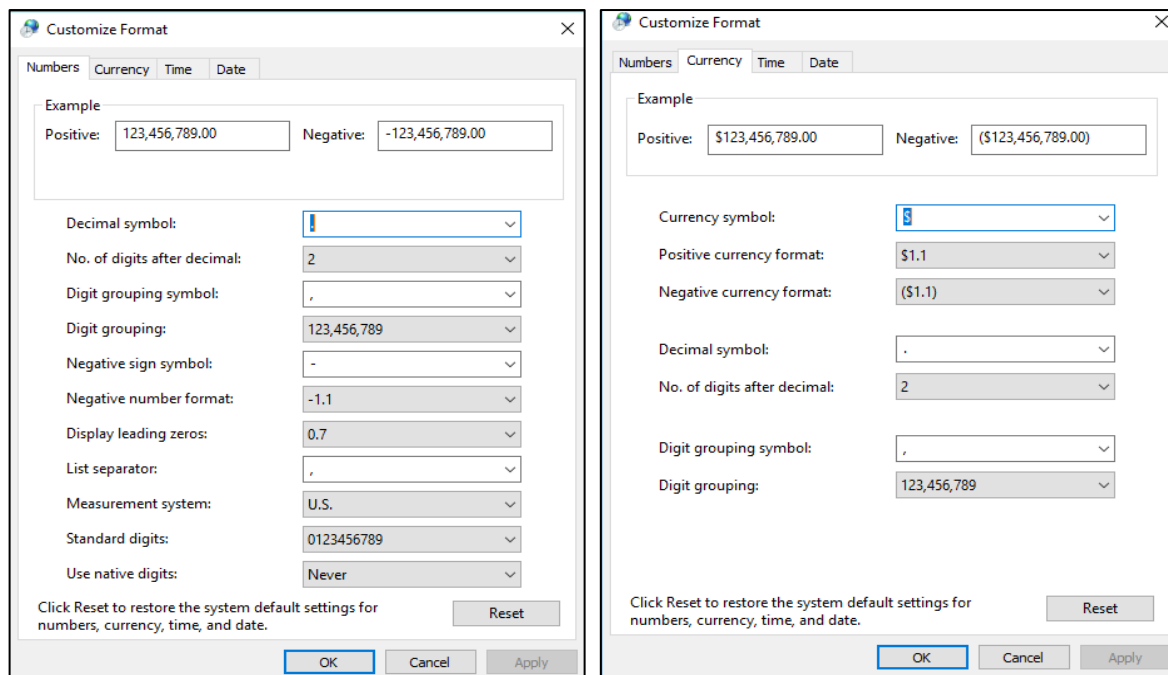 Customize Format
Numbers Currency Time Date
Example
Positive: 123,456,789.00 Negative: -123,456,789.00
Decimal symbol: .
No. of digits after decimal: 2
Digit grouping symbol: ,
Digit grouping: 123,456,789
Negative sign symbol: -
Negative number format: -1.1
Display leading zeros: 0.7
List separator: ,
Measurement system: U.S.
Standard digits: 0123456789
Use native digits: Never
Click Reset to restore the system default settings for
numbers, currency, time, and date.
Reset
OK Cancel Apply
Customize Format
Numbers Currency Time Date
Example
Positive: $123,456,789.00 Negative: ($123,456,789.00)
Currency symbol: $
Positive currency format: $1.1
Negative currency format: ($1.1)
Decimal symbol: .
No. of digits after decimal: 2
Digit grouping symbol: ,
Digit grouping: 123,456,789
Click Reset to restore the system default settings for
numbers, currency, time, and date.
Reset
OK Cancel Apply